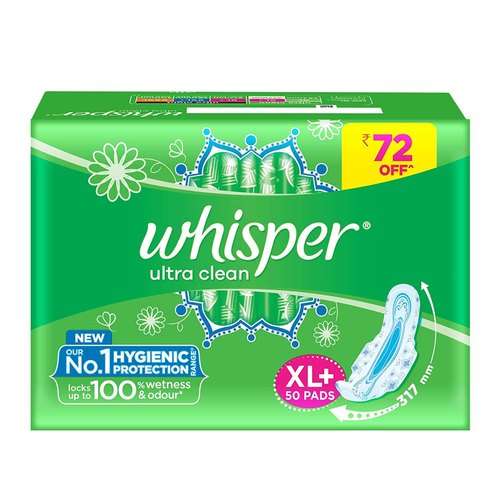 ₹ 72
OFF^
whisper®
ultra clean
NEW
OUR
No.1 HYGIENIC
PROTECTION RANGE*
locks
up to 100% wetness
& odour*
XL+
50 PADS
317 mm